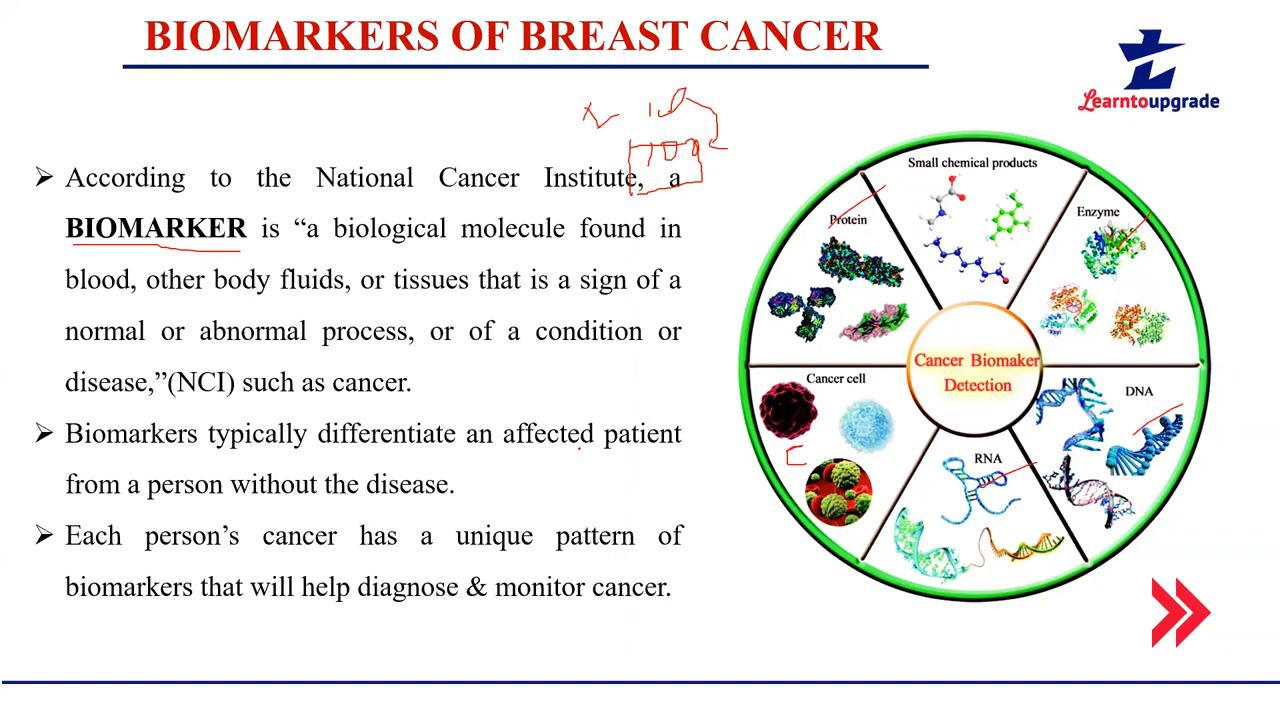 BIOMARKERS OF BREAST CANCER
Learntoupgrade
➤ According to the National Cancer Institute, a
BIOMARKER is “a biological molecule found in
blood, other body fluids, or tissues that is a sign of a
normal or abnormal process, or of a condition or
disease,”(NCI) such as cancer.
➤ Biomarkers typically differentiate an affected patient
from a person without the disease.
➤ Each person’s cancer has a unique pattern of
biomarkers that will help diagnose & monitor cancer.
Small chemical products
Protein
Enzyme
Cancer Biomaker
Detection
Cancer cell
DNA
RNA